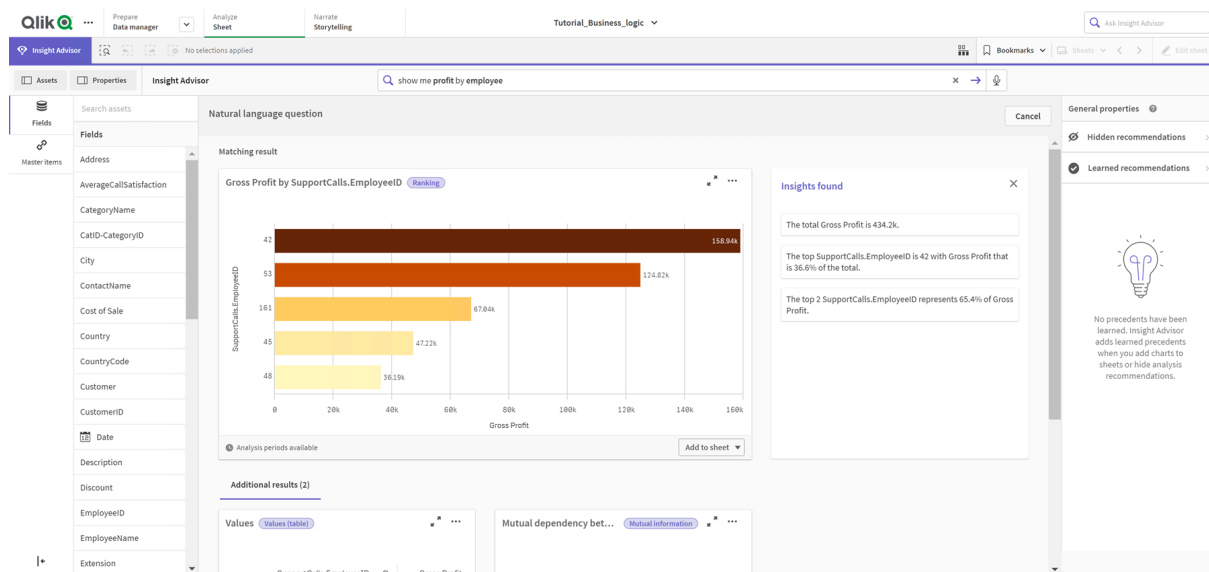 Qlik
Prepare
Data manager
Analyze
Sheet
Narrate
Storytelling
Tutorial_Business_logic
Ask Insight Advisor
Insight Advisor
No selections applied
Bookmarks
Sheets
Edit sheet
Assets
Properties
Insight Advisor
show me profit by employee
Fields
Master items
Search assets
Fields
Address
AverageCallSatisfaction
CategoryName
CatID-CategoryID
City
ContactName
Cost of Sale
Country
CountryCode
Customer
CustomerID
Date
Description
Discount
EmployeeID
EmployeeName
Extension
Natural language question
Cancel
Matching result
Gross Profit by SupportCalls.EmployeeID
Ranking
SupportCalls.EmployeeID
42
158.94k
53
124.82k
161
67.04k
45
47.22k
48
36.19k
0 20k 40k 60k 80k 100k 120k 140k 160k
Gross Profit
Analysis periods available
Add to sheet
Insights found
The total Gross Profit is 434.2k.
The top SupportCalls.EmployeeID is 42 with Gross Profit that
is 36.6% of the total.
The top 2 SupportCalls.EmployeeID represents 65.4% of Gross
Profit.
Additional results (2)
Values
Values (table)
Mutual dependency bet...
Mutual information
General properties
Hidden recommendations
Learned recommendations
No precedents have been
learned. Insight Advisor
adds learned precedents
when you add charts to
sheets or hide analysis
recommendations.